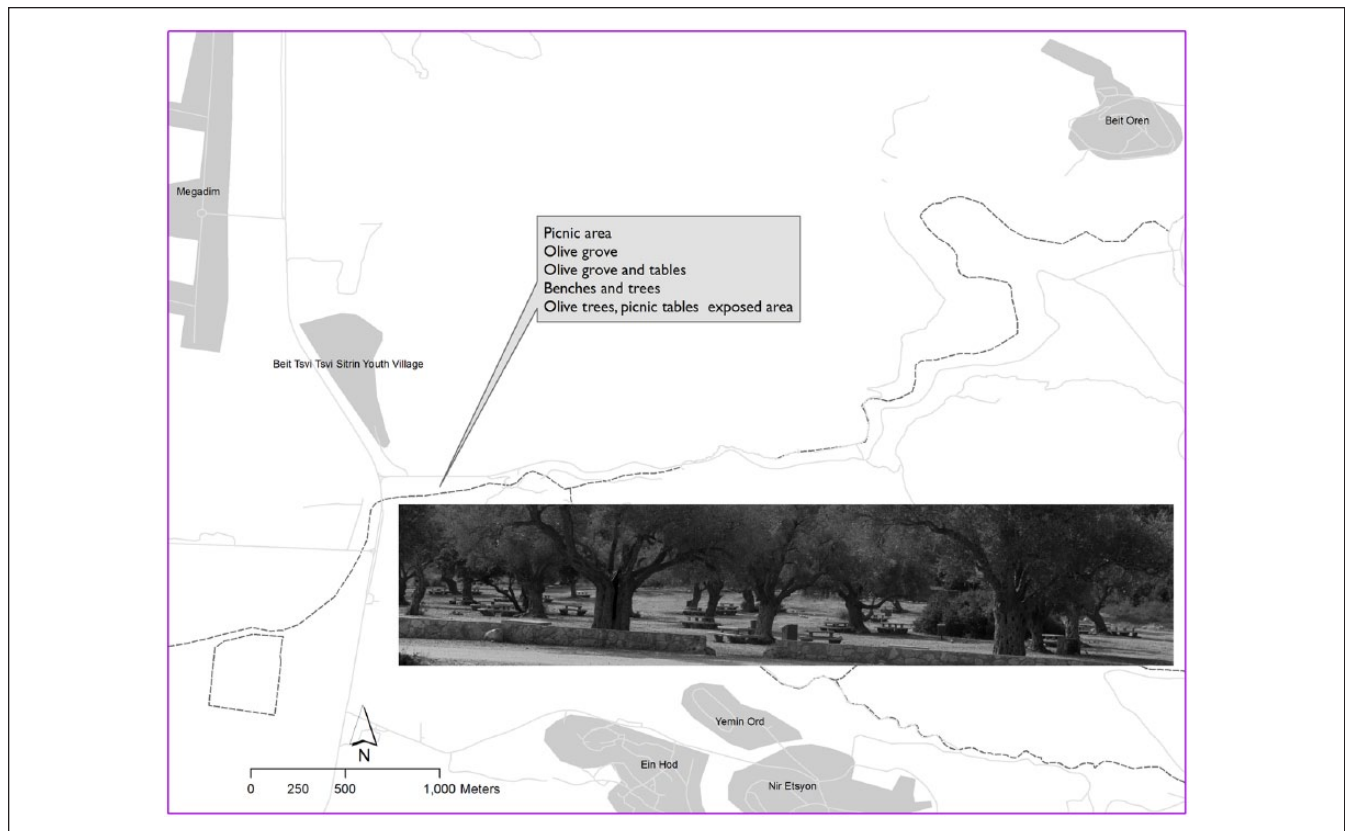 Beit Oren
Megadim
Picnic area
Olive grove
Olive grove and tables
Benches and trees
Olive trees, picnic tables exposed area
Beit Tsvi Tsvi Sitrin Youth Village
Yemin Ord
Ein Hod
Nir Etsyon
N
0 250 500 1,000 Meters